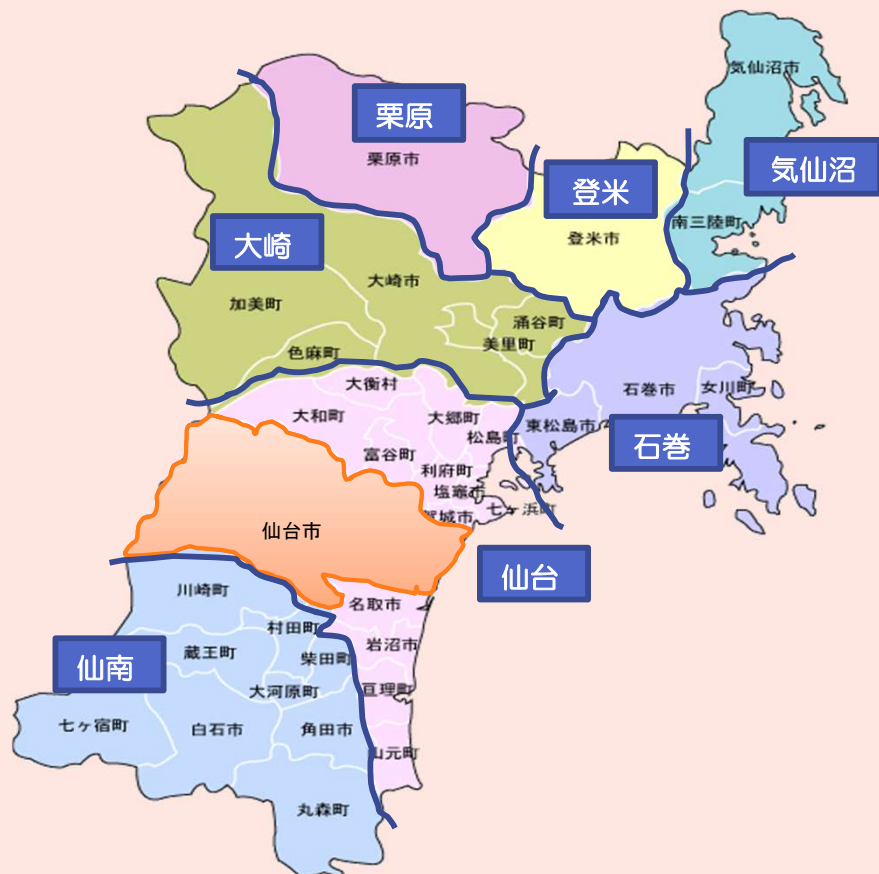 気仙沼市
栗原
栗原市
気仙沼
登米
南三陸町
登米市
大崎
大崎市
加美町
涌谷町
美里町
色麻町
大衡村
石巻市
女川町
大和町
大郷町
東松島市
松島町
石巻
富谷町
利府町
塩竈市
七ヶ浜町
賀城市
仙台市
仙台
川崎町
名取市
村田町
岩沼市
仙南
蔵王町
柴田町
大河原町
亘理町
七ヶ宿町
白石市
角田市
山元町
丸森町